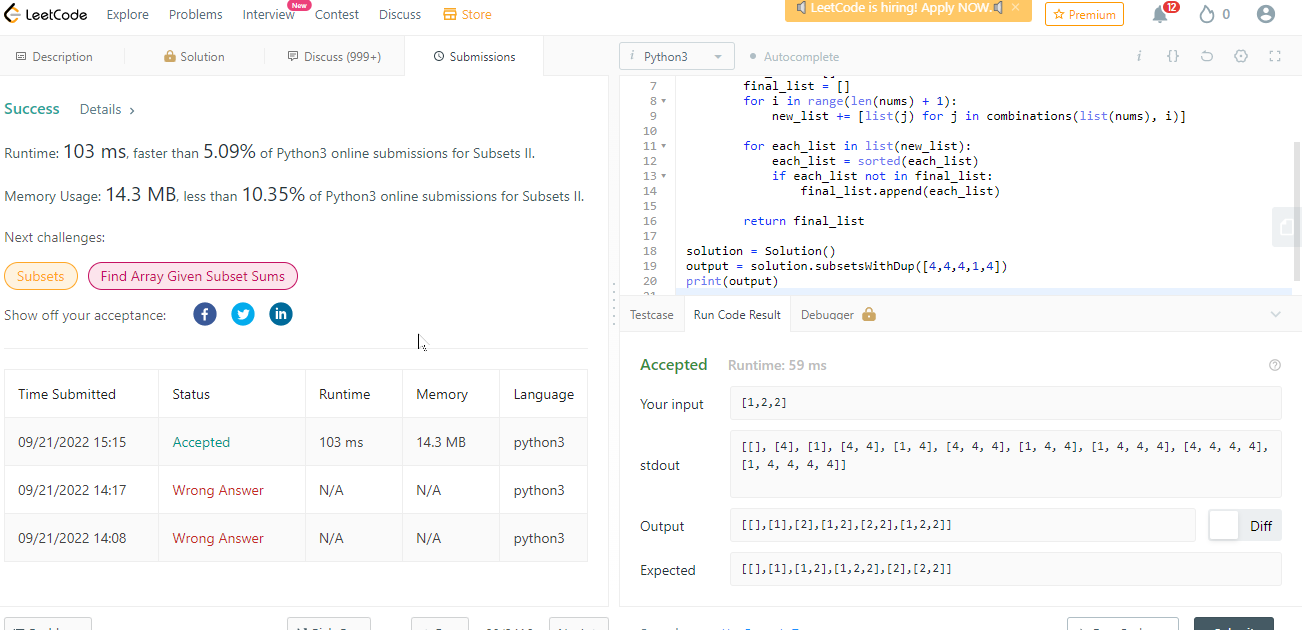 LeetCode Explore Problems Interview New Contest Discuss Store LeetCode is hiring! Apply NOW. × Premium 12 0
Description Solution Discuss (999+) Submissions
Success Details >
Runtime: 103 ms, faster than 5.09% of Python3 online submissions for Subsets II.
Memory Usage: 14.3 MB, less than 10.35% of Python3 online submissions for Subsets II.
Next challenges:
Subsets Find Array Given Subset Sums
Show off your acceptance:
Time Submitted Status Runtime Memory Language
09/21/2022 15:15 Accepted 103 ms 14.3 MB python3
09/21/2022 14:17 Wrong Answer N/A N/A python3
09/21/2022 14:08 Wrong Answer N/A N/A python3
i Python3 Autocomplete i {}
7 final_list = []
8 for i in range(len(nums) + 1):
9 new_list += [list(j) for j in combinations(list(nums), i)]
10
11 for each_list in list(new_list):
12 each_list = sorted(each_list)
13 if each_list not in final_list:
14 final_list.append(each_list)
15
16 return final_list
17
18 solution = Solution()
19 output = solution.subsetsWithDup([4,4,4,1,4])
20 print(output)
Testcase Run Code Result Debugger
Accepted Runtime: 59 ms
Your input [1,2,2]
stdout [[], [4], [1], [4, 4], [1, 4], [4, 4, 4], [1, 4, 4], [1, 4, 4, 4], [4, 4, 4, 4],
[1, 4, 4, 4, 4]]
Output [[],[1],[2],[1,2],[2,2],[1,2,2]] Diff
Expected [[],[1],[1,2],[1,2,2],[2],[2,2]]